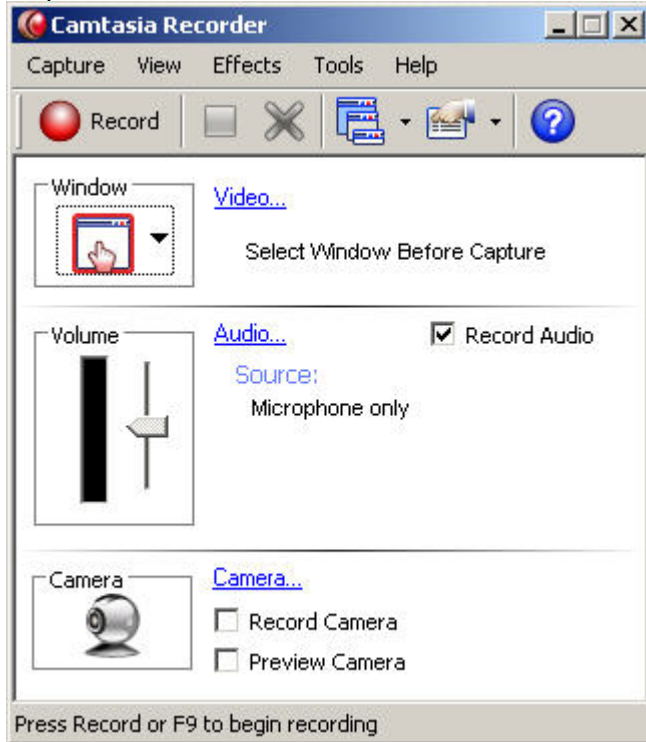 Camtasia Recorder
Capture View Effects Tools Help
Record
Window
Video...
Select Window Before Capture
Volume
Audio...
Record Audio
Source:
Microphone only
Camera
Camera...
Record Camera
Preview Camera
Press Record or F9 to begin recording